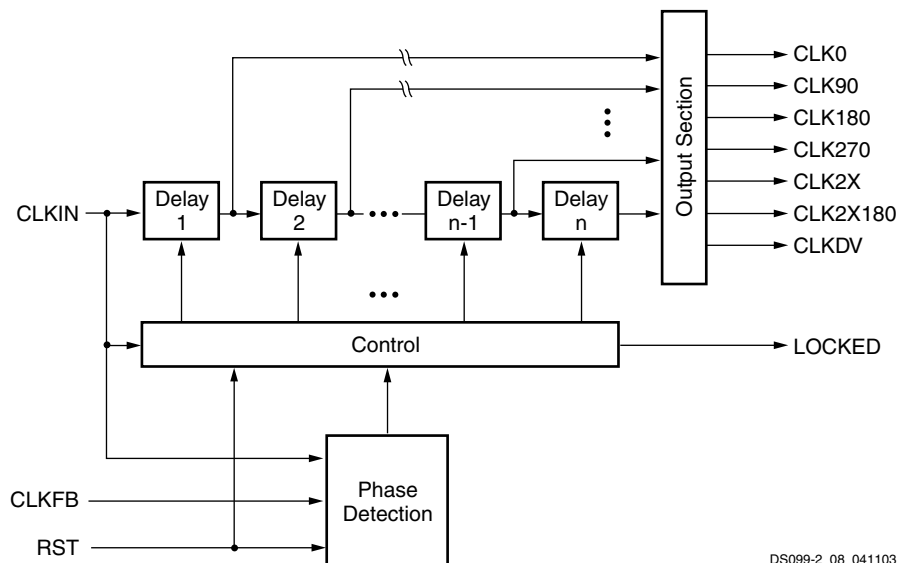 CLK0
CLK90
CLK180
CLK270
CLK2X
CLK2X180
CLKDV
Output Section
CLKIN
Delay
1
Delay
2
Delay
n-1
Delay
n
Control
LOCKED
Phase
Detection
CLKFB
RST
DS099-2_08_041103